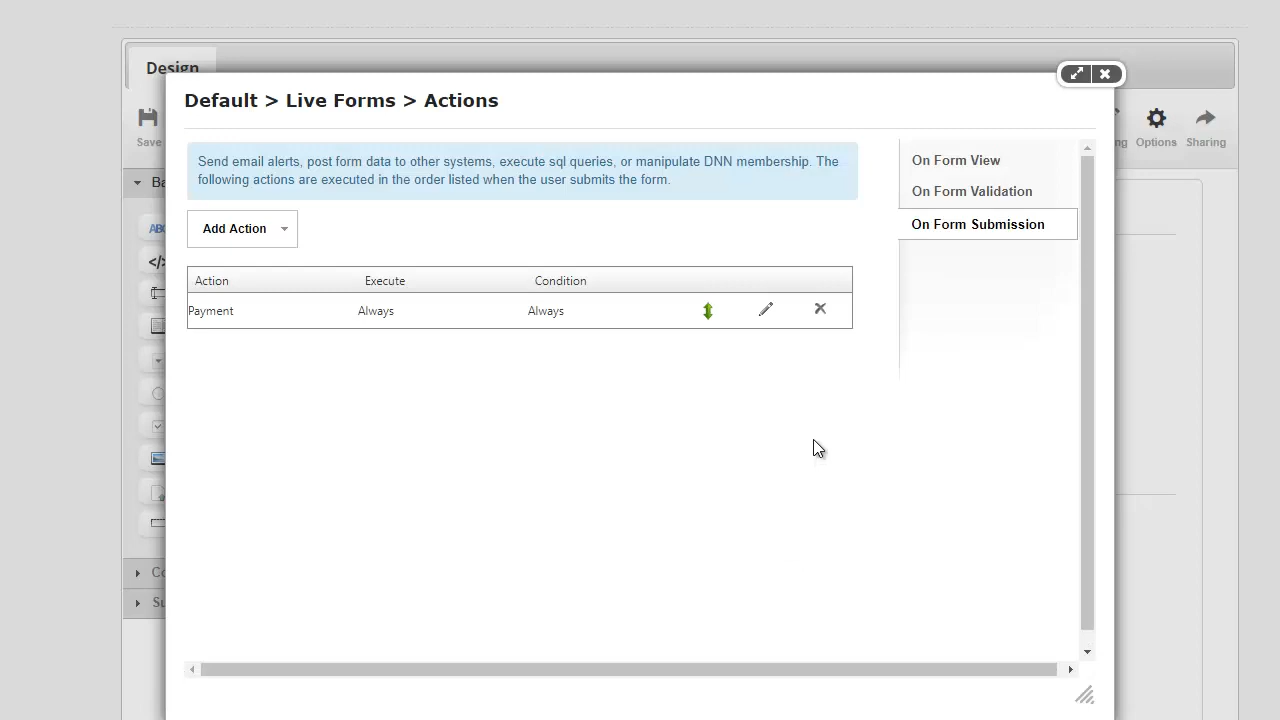 Design
Default > Live Forms > Actions
Save
Options
Sharing
Send email alerts, post form data to other systems, execute sql queries, or manipulate DNN membership. The
following actions are executed in the order listed when the user submits the form.
On Form View
On Form Validation
On Form Submission
Add Action
Action Execute Condition
Payment Always Always